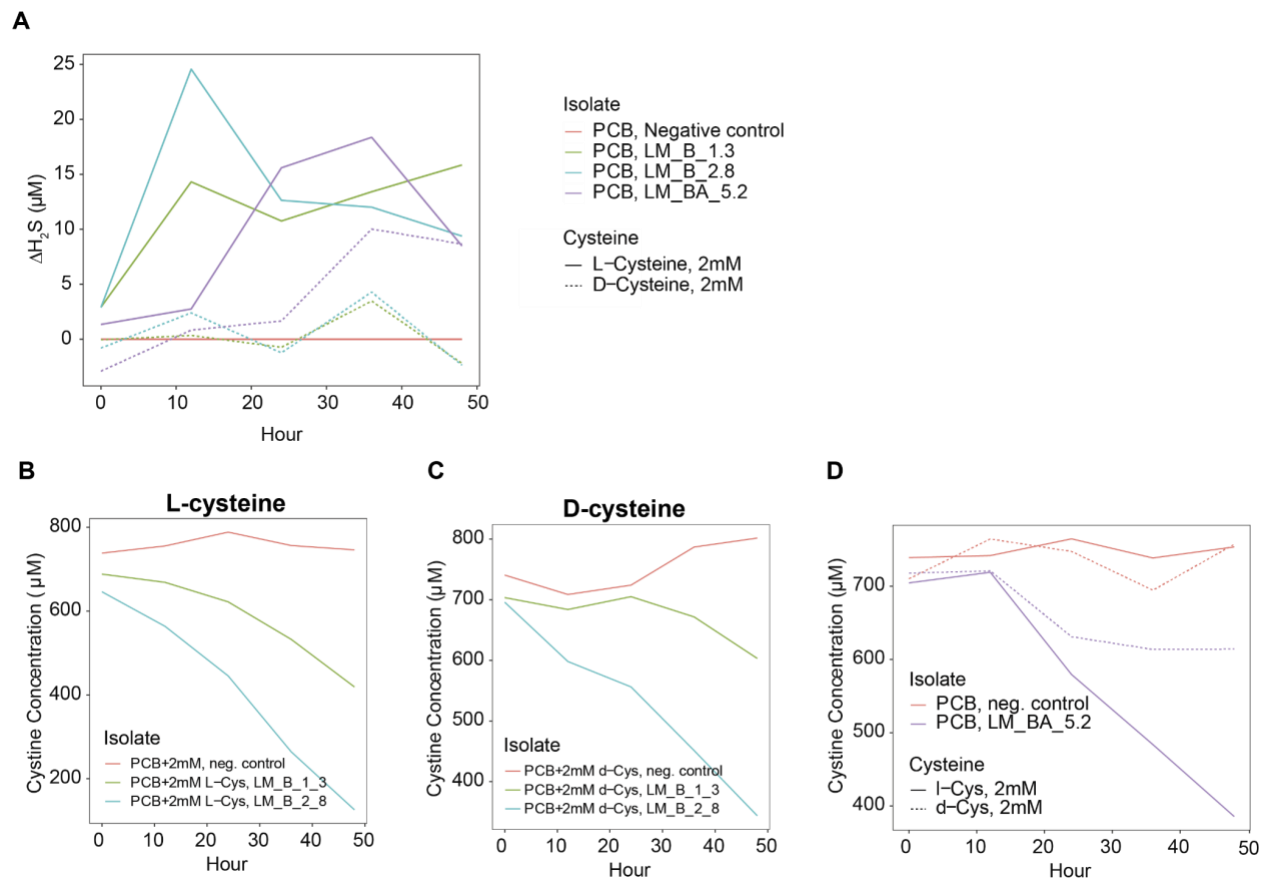 A
25
20
15
10
5
0
ΔH₂S (µM)
0 10 20 30 40 50
Hour
Isolate
PCB, Negative control
PCB, LM_B_1.3
PCB, LM_B_2.8
PCB, LM_BA_5.2
Cysteine
L−Cysteine, 2mM
D−Cysteine, 2mM
B
L-cysteine
800
600
400
200
Cystine Concentration ( µM)
Isolate
PCB+2mM, neg. control
PCB+2mM L−Cys, LM_B_1_3
PCB+2mM L−Cys, LM_B_2_8
0 10 20 30 40 50
Hour
C
D-cysteine
800
700
600
500
400
Cystine Concentration (µM)
Isolate
PCB+2mM d−Cys, neg. control
PCB+2mM d−Cys, LM_B_1_3
PCB+2mM d−Cys, LM_B_2_8
0 10 20 30 40 50
Hour
D
700
600
500
400
Cystine Concentration (µM)
Isolate
PCB, neg. control
PCB, LM_BA_5.2
Cysteine
l−Cys, 2mM
d−Cys, 2mM
0 10 20 30 40 50
Hour